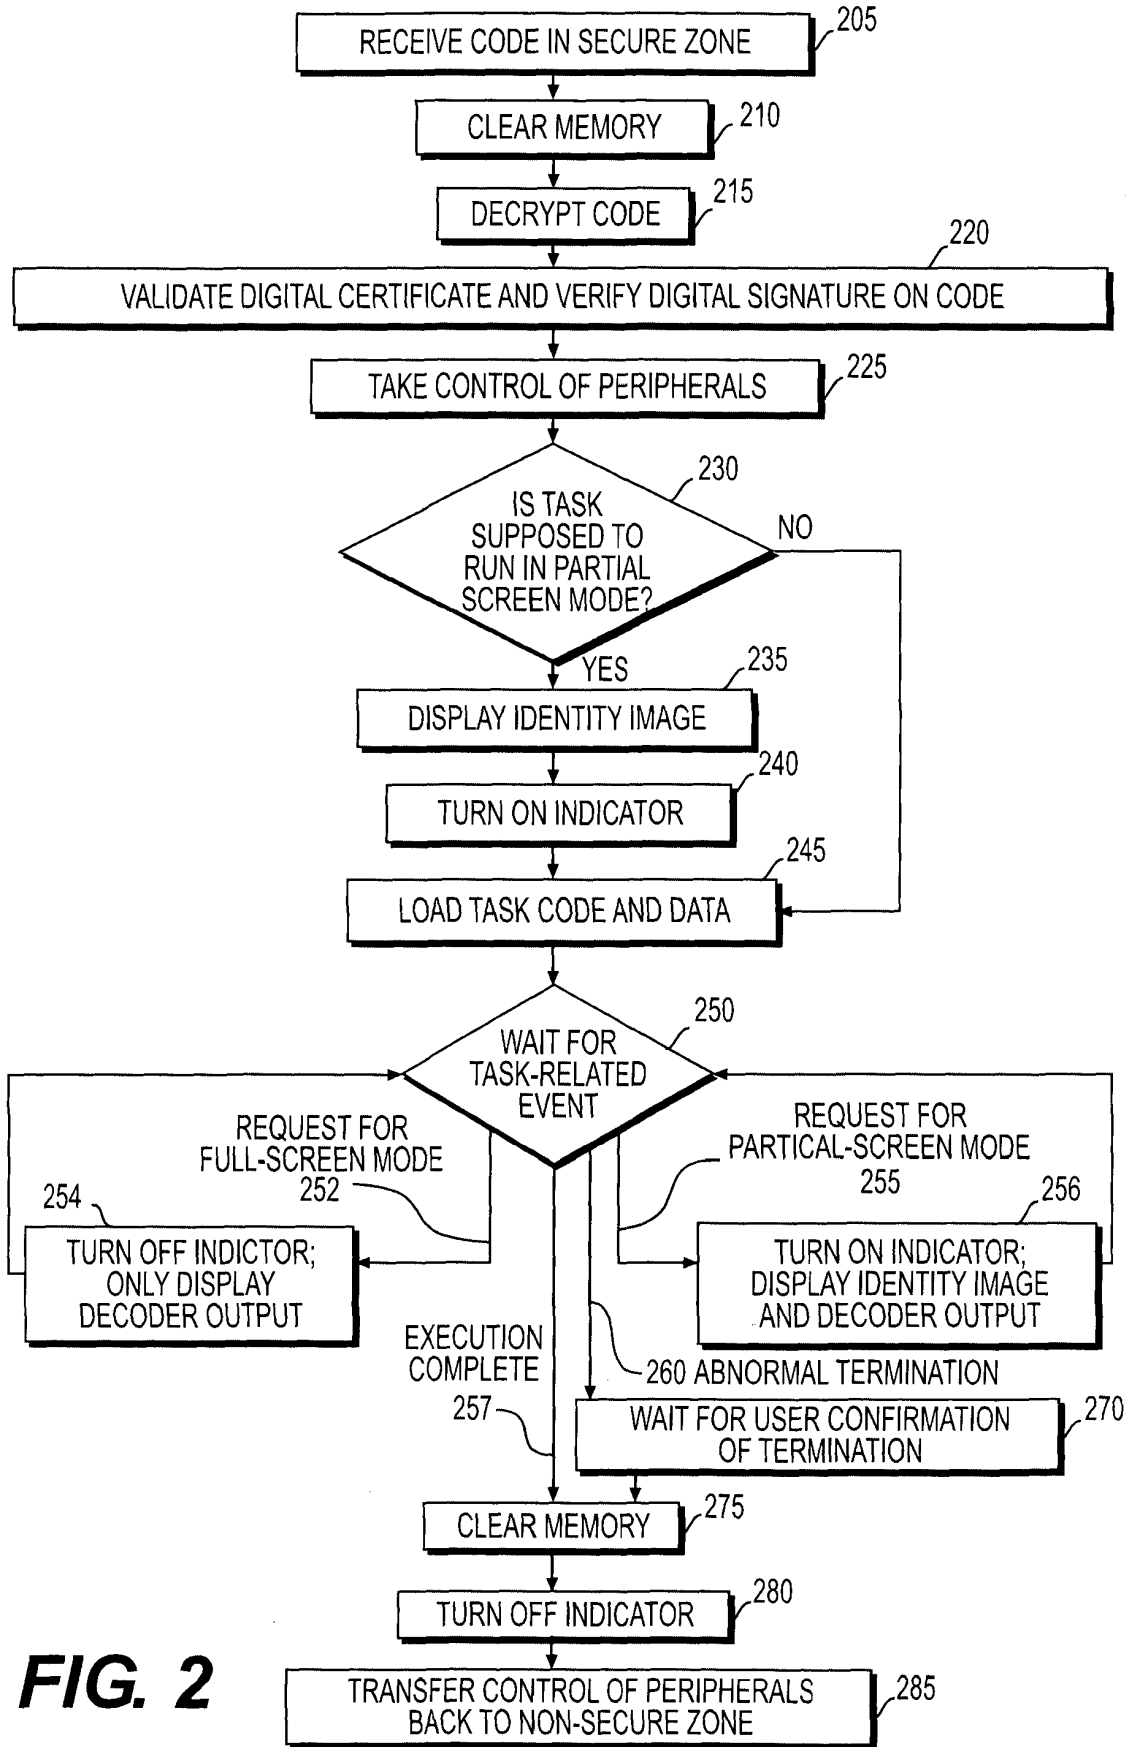 RECEIVE CODE IN SECURE ZONE
205
CLEAR MEMORY
210
DECRYPT CODE
215
220
VALIDATE DIGITAL CERTIFICATE AND VERIFY DIGITAL SIGNATURE ON CODE
TAKE CONTROL OF PERIPHERALS
225
230
IS TASK
SUPPOSED TO
RUN IN PARTIAL
SCREEN MODE?
NO
YES
235
DISPLAY IDENTITY IMAGE
240
TURN ON INDICATOR
245
LOAD TASK CODE AND DATA
250
WAIT FOR
TASK-RELATED
EVENT
REQUEST FOR
FULL-SCREEN MODE
252
REQUEST FOR
PARTICAL-SCREEN MODE
255
254
TURN OFF INDICTOR;
ONLY DISPLAY
DECODER OUTPUT
256
TURN ON INDICATOR;
DISPLAY IDENTITY IMAGE
AND DECODER OUTPUT
EXECUTION
COMPLETE
257
260 ABNORMAL TERMINATION
WAIT FOR USER CONFIRMATION
OF TERMINATION
270
CLEAR MEMORY
275
TURN OFF INDICATOR
280
TRANSFER CONTROL OF PERIPHERALS
BACK TO NON-SECURE ZONE
285
FIG. 2